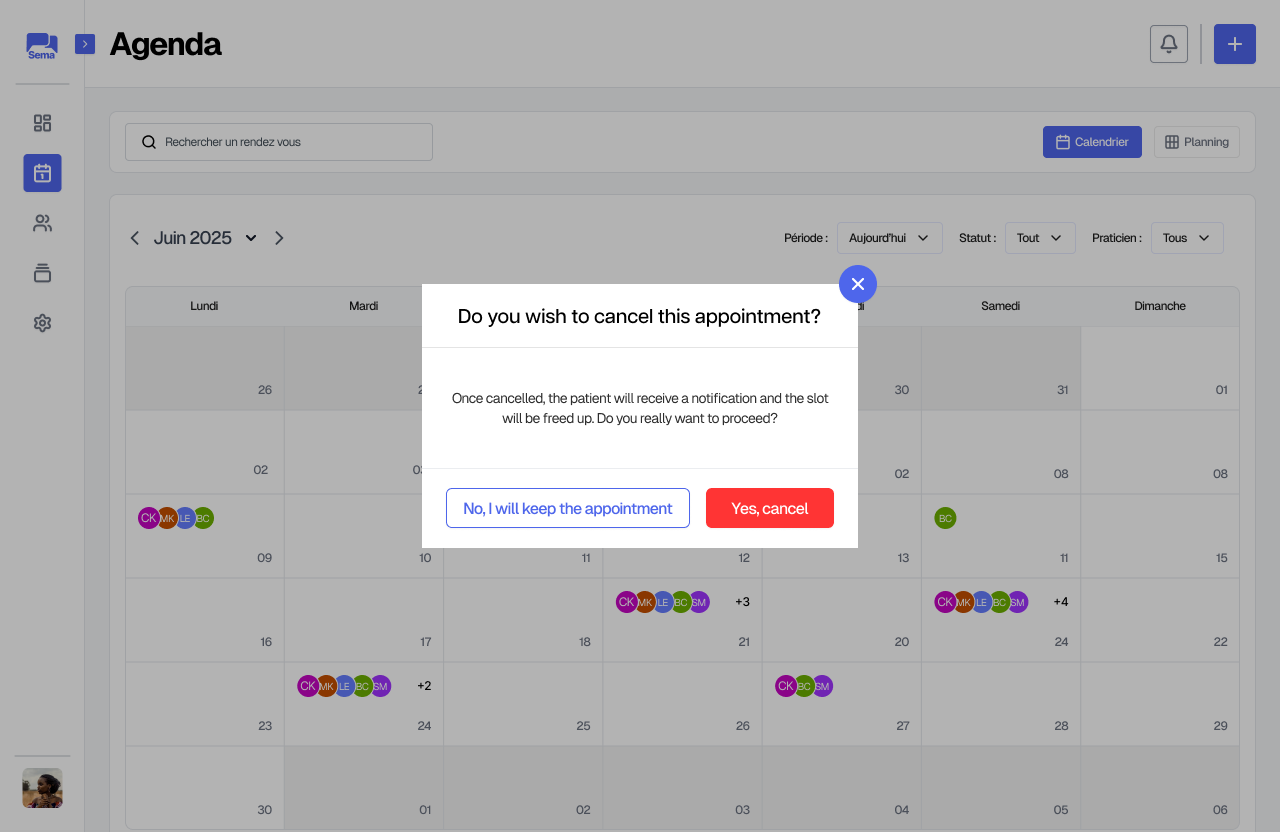 Sema
Agenda
Rechercher un rendez vous
Calendrier
Planning
Juin 2025
Période :
Aujourd'hui
Statut :
Tout
Praticien :
Tous
Lundi
Mardi
Samedi
Dimanche
Do you wish to cancel this appointment?
Once cancelled, the patient will receive a notification and the slot
will be freed up. Do you really want to proceed?
No, I will keep the appointment
Yes, cancel
26
30
31
01
02
02
08
08
CK MK LE BC
BC
09
10
11
12
13
11
15
CK MK LE BC SM +3
CK MK LE BC SM +4
16
17
18
21
20
24
22
CK MK LE BC SM +2
CK BC SM
23
24
25
26
27
28
29
30
01
02
03
04
05
06